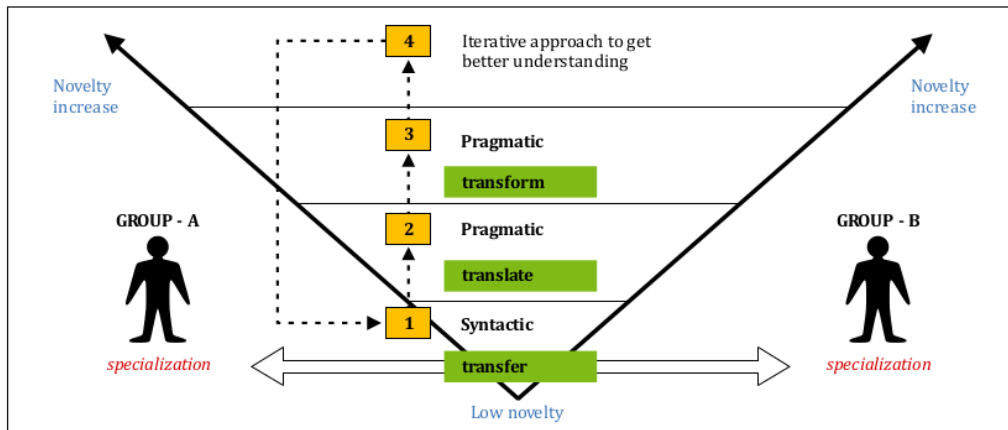 4
Iterative approach to get
better understanding
Novelty
increase
Novelty
increase
3
Pragmatic
transform
GROUP - A
2
Pragmatic
GROUP - B
translate
1
Syntactic
specialization
transfer
specialization
Low novelty